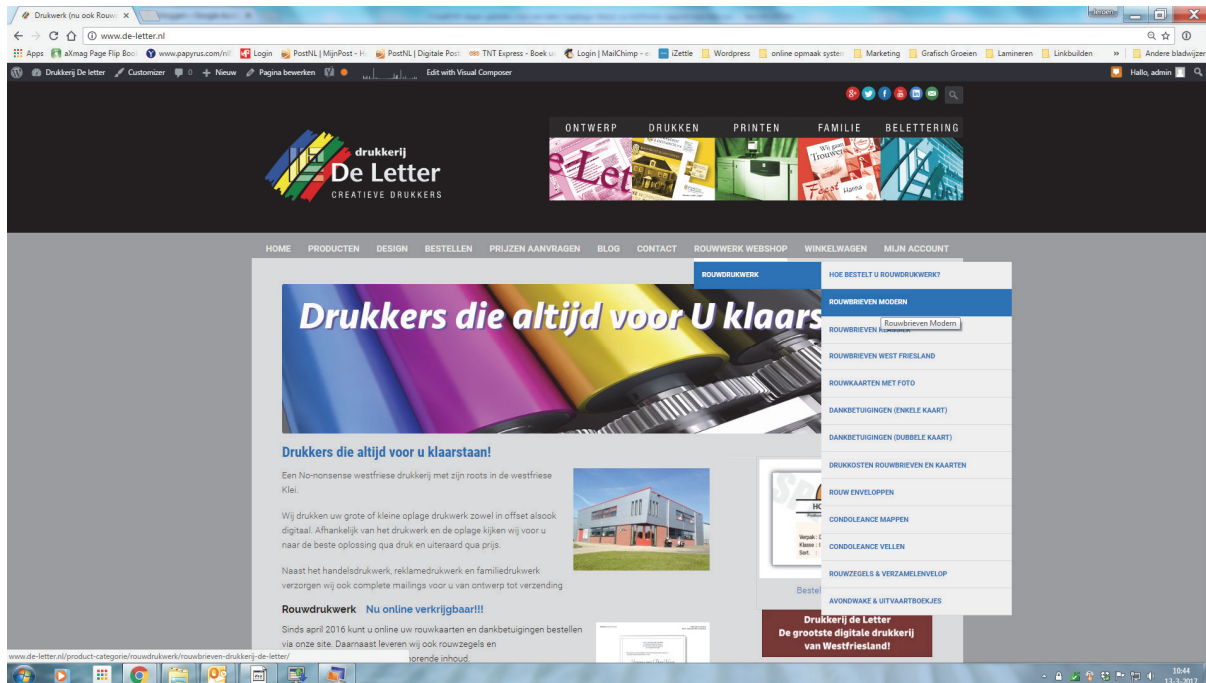 Drukwerk (nu ook Rouw
www.de-letter.nl
Apps
aXmag Page Flip Boo
www.papyrus.com/nl
Login
PostNL | MijnPost - H
PostNL | Digitale Post
TNT Express - Boek u
Login | MailChimp - e
iZettle
Wordpress
online opmaak systeem
Marketing
Grafisch Groeien
Lamineren
Linkbuilden
»
Andere bladwijzer
Drukkerij De letter
Customizer
0
+ Nieuw
Pagina bewerken
Edit with Visual Composer
Hallo, admin
drukkerij
De Letter
CREATIEVE DRUKKERS
ONTWERP DRUKKEN PRINTEN FAMILIE BELETTERING
HOME PRODUCTEN DESIGN BESTELLEN PRIJZEN AANVRAGEN BLOG CONTACT ROUWWERK WEBSHOP WINKELWAGEN MIJN ACCOUNT
ROUWDRUKWERK
HOE BESTELT U ROUWDRUKWERK?
ROUWBRIEVEN MODERN
Rouwbrieven Modern
ROUWBRIEVEN KLASSIEK
ROUWBRIEVEN WEST FRIESLAND
ROUWKAARTEN MET FOTO
DANKBETUIGINGEN (ENKELE KAART)
DANKBETUIGINGEN (DUBBELE KAART)
DRUKKOSTEN ROUWBRIEVEN EN KAARTEN
ROUW ENVELOPPEN
CONDOLEANCE MAPPEN
CONDOLEANCE VELLEN
ROUWZEGELS & VERZAMELENVELOP
AVONDWAKE & UITVAARTBOEKJES
Drukkers die altijd voor U klaars
Drukkers die altijd voor u klaarstaan!
Een No-nonsense westfriese drukkerij met zijn roots in de westfriese
Klei.
Wij drukken uw grote of kleine oplage drukwerk zowel in offset alsook
digitaal. Afhankelijk van het drukwerk en de oplage kijken wij voor u
naar de beste oplossing qua druk en uiteraard qua prijs.
Naast het handelsdrukwerk, reklamedrukwerk en familiedrukwerk
verzorgen wij ook complete mailings voor u van ontwerp tot verzending
Rouwdrukwerk Nu online verkrijgbaar!!!
Sinds april 2016 kunt u online uw rouwkaarten en dankbetuigingen bestellen
via onze site. Daarnaast leveren wij ook rouwzegels en
orende inhoud.
Bestel
Drukkerij de Letter
De grootste digitale drukkerij
van Westfriesland!
www.de-letter.nl/product-categorie/rouwdrukwerk/rouwbrieven-drukkerij-de-letter/
10:44
13-3-2017